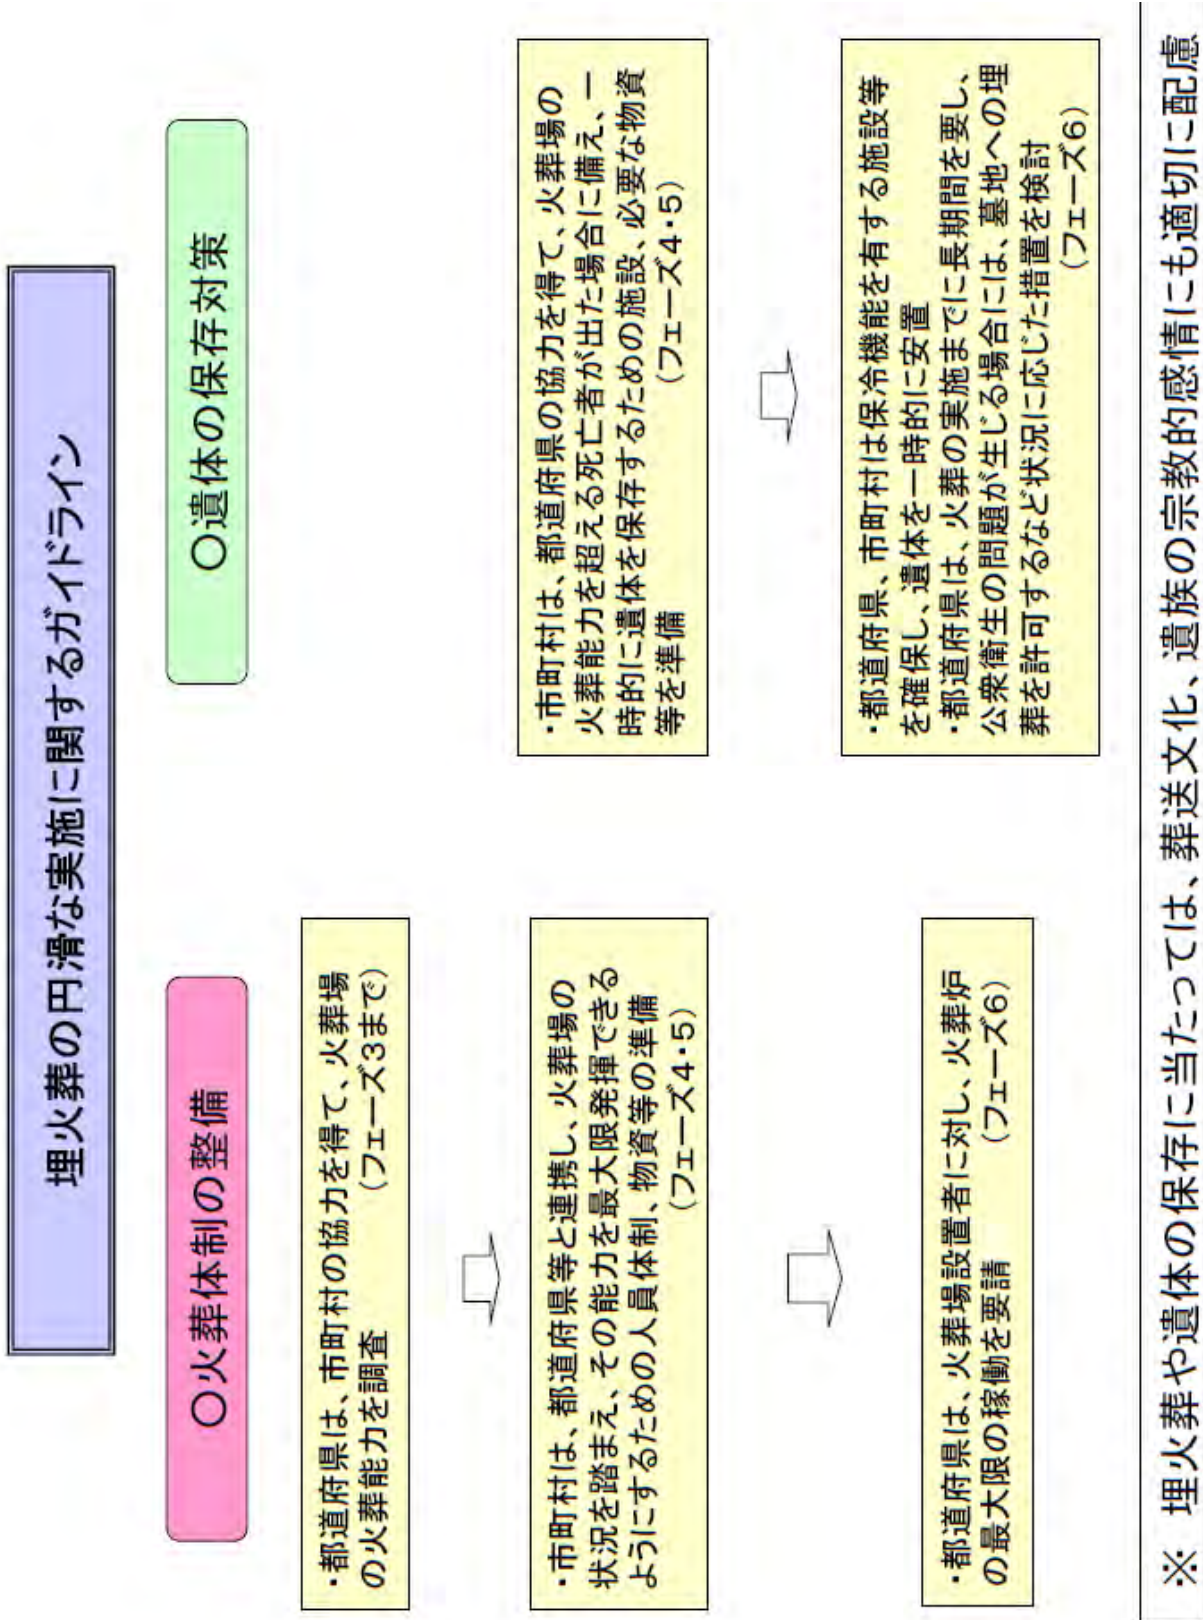 埋火葬の円滑な実施に関するガイドライン
〇火葬体制の整備
・都道府県は、市町村の協力を得て、火葬場
の火葬能力を調査 (フェーズ3まで)
・市町村は、都道府県等と連携し、火葬場の
状況を踏まえ、その能力を最大限発揮できる
ようにするための人員体制、物資等の準備
(フェーズ4・5)
・都道府県は、火葬場設置者に対し、火葬炉
の最大限の稼働を要請 (フェーズ6)
〇遺体の保存対策
・市町村は、都道府県の協力を得て、火葬場の
火葬能力を超える死亡者が出た場合に備え、一
時的に遺体を保存するための施設、必要な物資
等を準備 (フェーズ4・5)
・都道府県、市町村は保冷機能を有する施設等
を確保し、遺体を一時的に安置
・都道府県は、火葬の実施までに長期間を要し、
公衆衛生の問題が生じる場合には、墓地への埋
葬を許可するなど状況に応じた措置を検討
(フェーズ6)
※ 埋火葬や遺体の保存に当たっては、葬送文化、遺族の宗教的感情にも適切に配慮